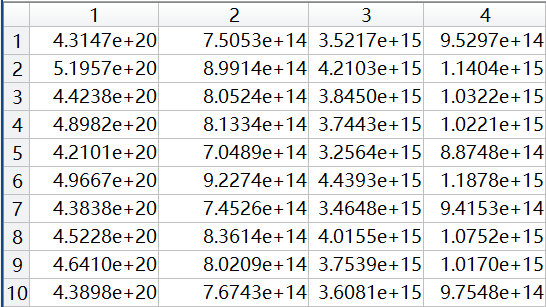 1 2 3 4
1 4.3147e+20 7.5053e+14 3.5217e+15 9.5297e+14
2 5.1957e+20 8.9914e+14 4.2103e+15 1.1404e+15
3 4.4238e+20 8.0524e+14 3.8450e+15 1.0322e+15
4 4.8982e+20 8.1334e+14 3.7443e+15 1.0221e+15
5 4.2101e+20 7.0489e+14 3.2564e+15 8.8748e+14
6 4.9667e+20 9.2274e+14 4.4393e+15 1.1878e+15
7 4.3838e+20 7.4526e+14 3.4648e+15 9.4153e+14
8 4.5228e+20 8.3614e+14 4.0155e+15 1.0752e+15
9 4.6410e+20 8.0209e+14 3.7539e+15 1.0170e+15
10 4.3898e+20 7.6743e+14 3.6081e+15 9.7548e+14